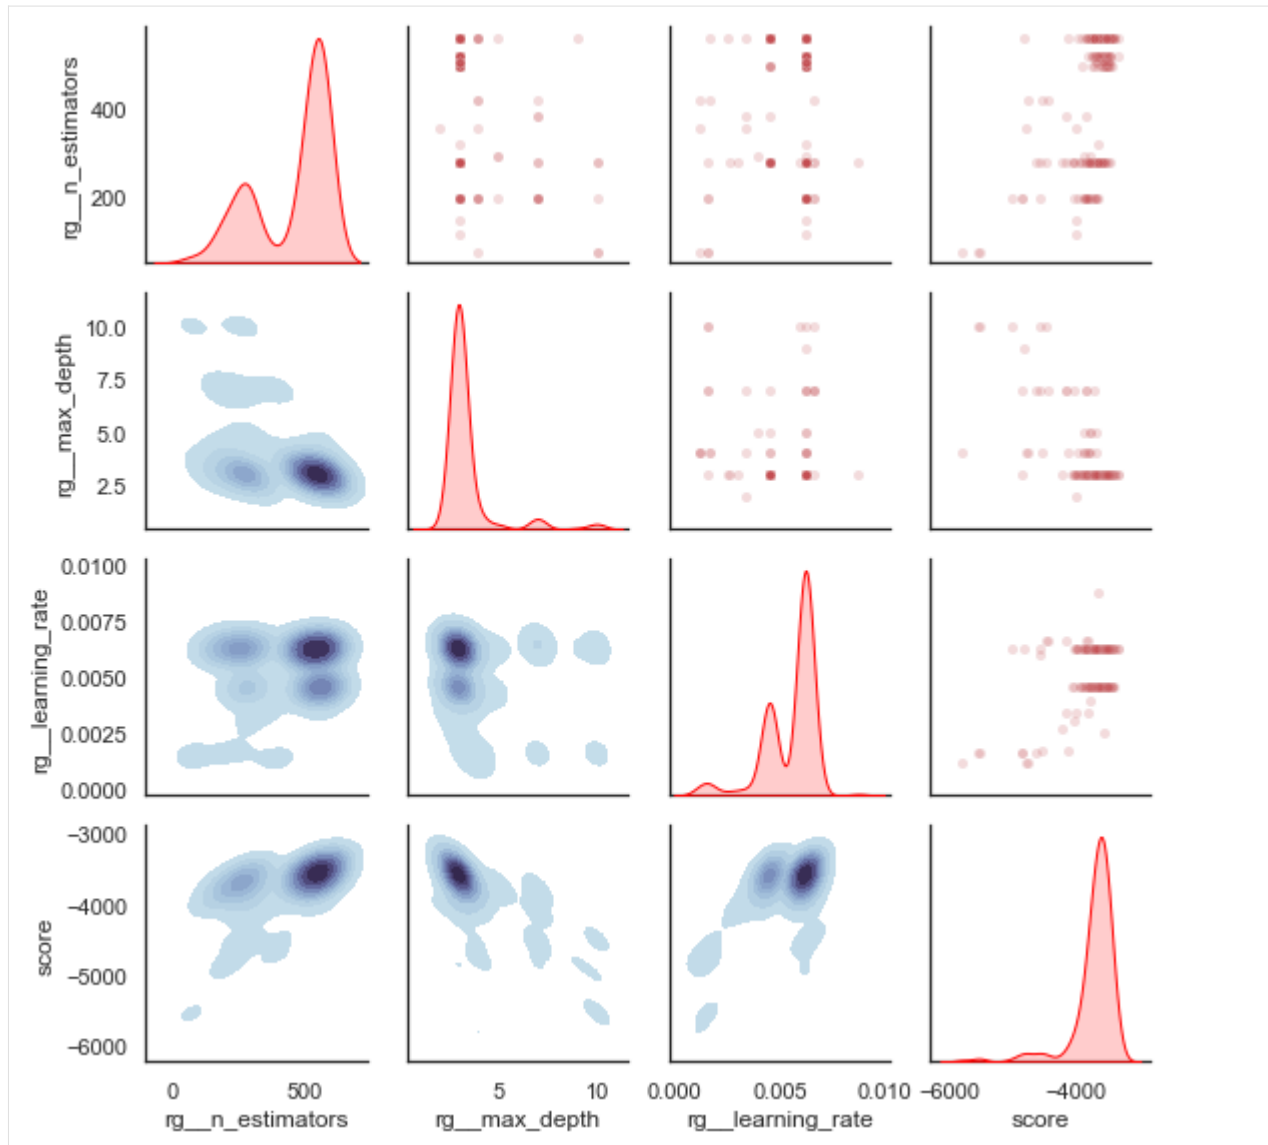 rg__n_estimators
400
200
rg__max_depth
10.0
7.5
5.0
2.5
rg__learning_rate
0.0100
0.0075
0.0050
0.0025
0.0000
score
−3000
−4000
−5000
−6000
0 500 5 10 0.000 0.005 0.010 −6000 −4000
rg__n_estimators rg__max_depth rg__learning_rate score